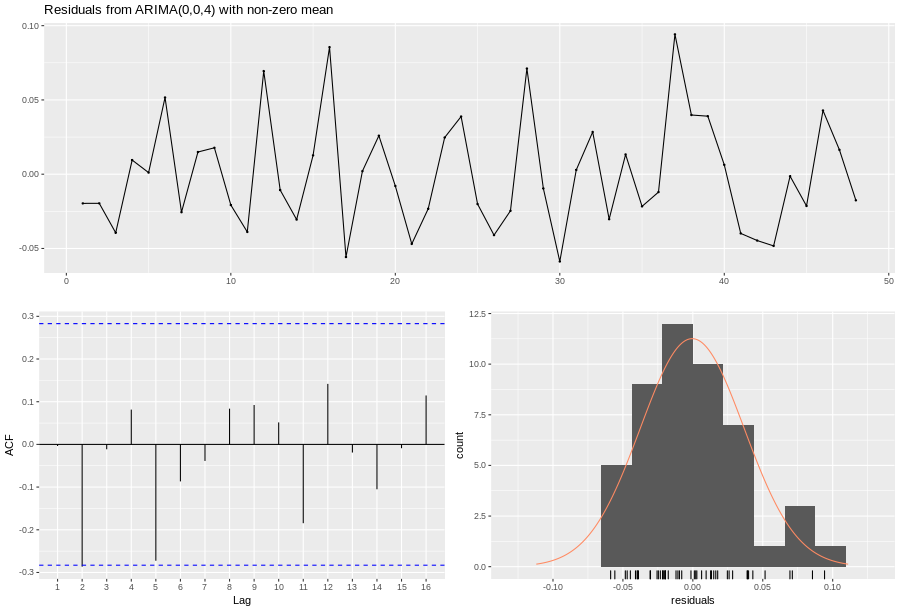 Residuals from ARIMA(0,0,4) with non-zero mean
0.10
0.05
0.00
-0.05
0 10 20 30 40 50
0.3
0.2
0.1
0.0
-0.1
-0.2
-0.3
ACF
1 2 3 4 5 6 7 8 9 10 11 12 13 14 15 16
Lag
12.5
10.0
7.5
5.0
2.5
0.0
count
-0.10 -0.05 0.00 0.05 0.10
residuals